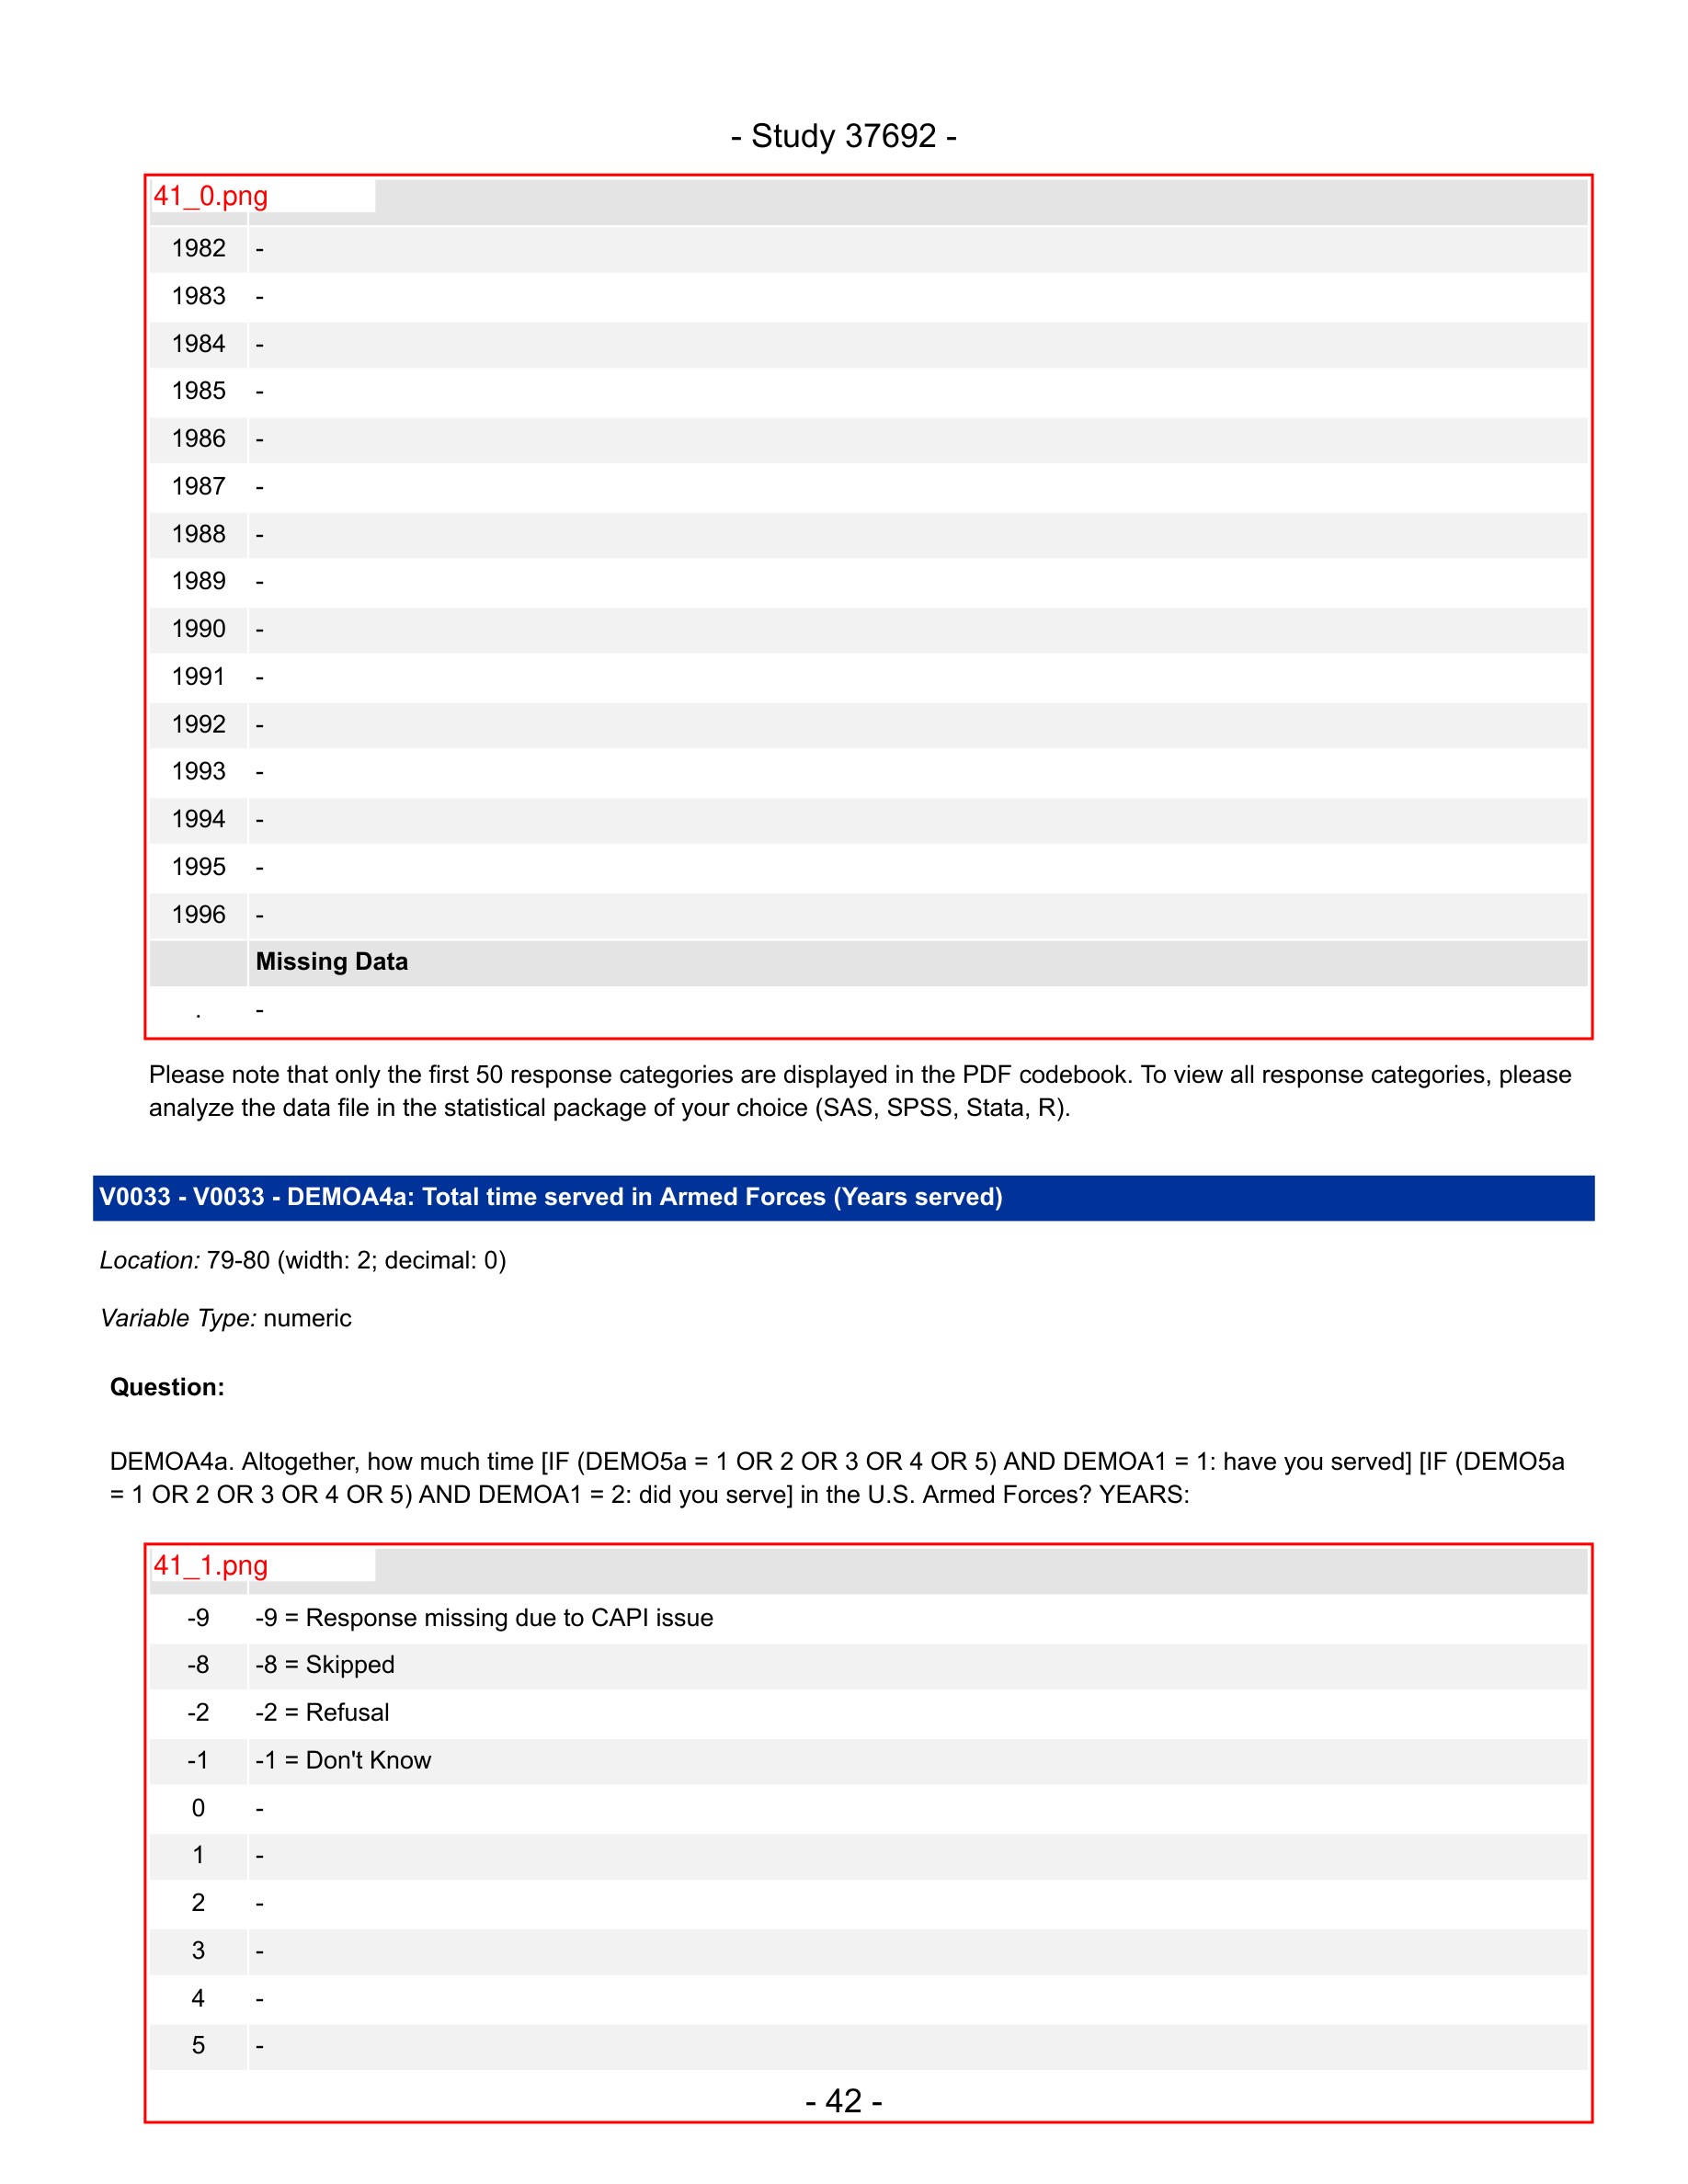 - Study 37692 -
41_0.png
1982 -
1983 -
1984 -
1985 -
1986 -
1987 -
1988 -
1989 -
1990 -
1991 -
1992 -
1993 -
1994 -
1995 -
1996 -
Missing Data
. -
Please note that only the first 50 response categories are displayed in the PDF codebook. To view all response categories, please
analyze the data file in the statistical package of your choice (SAS, SPSS, Stata, R).
V0033 - V0033 - DEMOA4a: Total time served in Armed Forces (Years served)
Location: 79-80 (width: 2; decimal: 0)
Variable Type: numeric
Question:
DEMOA4a. Altogether, how much time [IF (DEMO5a = 1 OR 2 OR 3 OR 4 OR 5) AND DEMOA1 = 1: have you served] [IF (DEMO5a
= 1 OR 2 OR 3 OR 4 OR 5) AND DEMOA1 = 2: did you serve] in the U.S. Armed Forces? YEARS:
41_1.png
-9 -9 = Response missing due to CAPI issue
-8 -8 = Skipped
-2 -2 = Refusal
-1 -1 = Don't Know
0 -
1 -
2 -
3 -
4 -
5 -
- 42 -